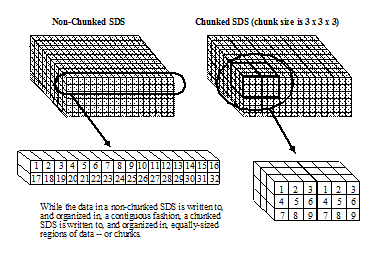 Non-Chunked SDS
Chunked SDS (chunk size is 3 x 3 x 3)
1 2 3 4 5 6 7 8 9 10 11 12 13 14 15 16
17 18 19 20 21 22 23 24 25 26 27 28 29 30 31 32
1 2 3 1 2 3
4 5 6 4 5 6
7 8 9 7 8 9
While the data in a non-chunked SDS is written to,
and organized in, a contiguous fashion, a chunked
SDS is written to, and organized in, equally-sized
regions of data -- or chunks.